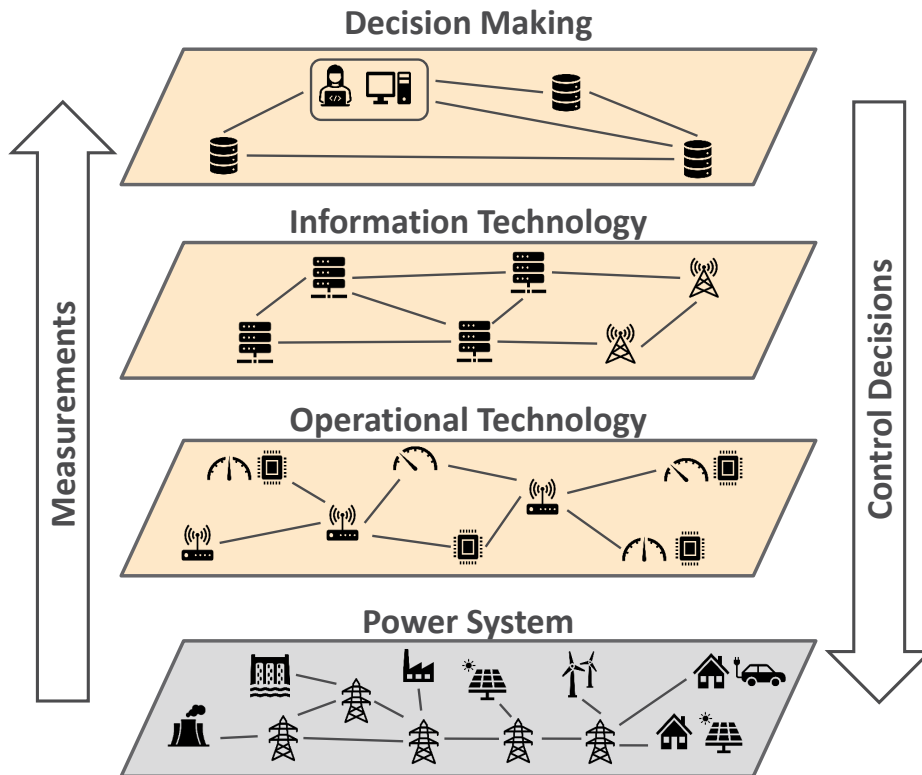 Decision Making
Information Technology
Measurements
Control Decisions
Operational Technology
Power System